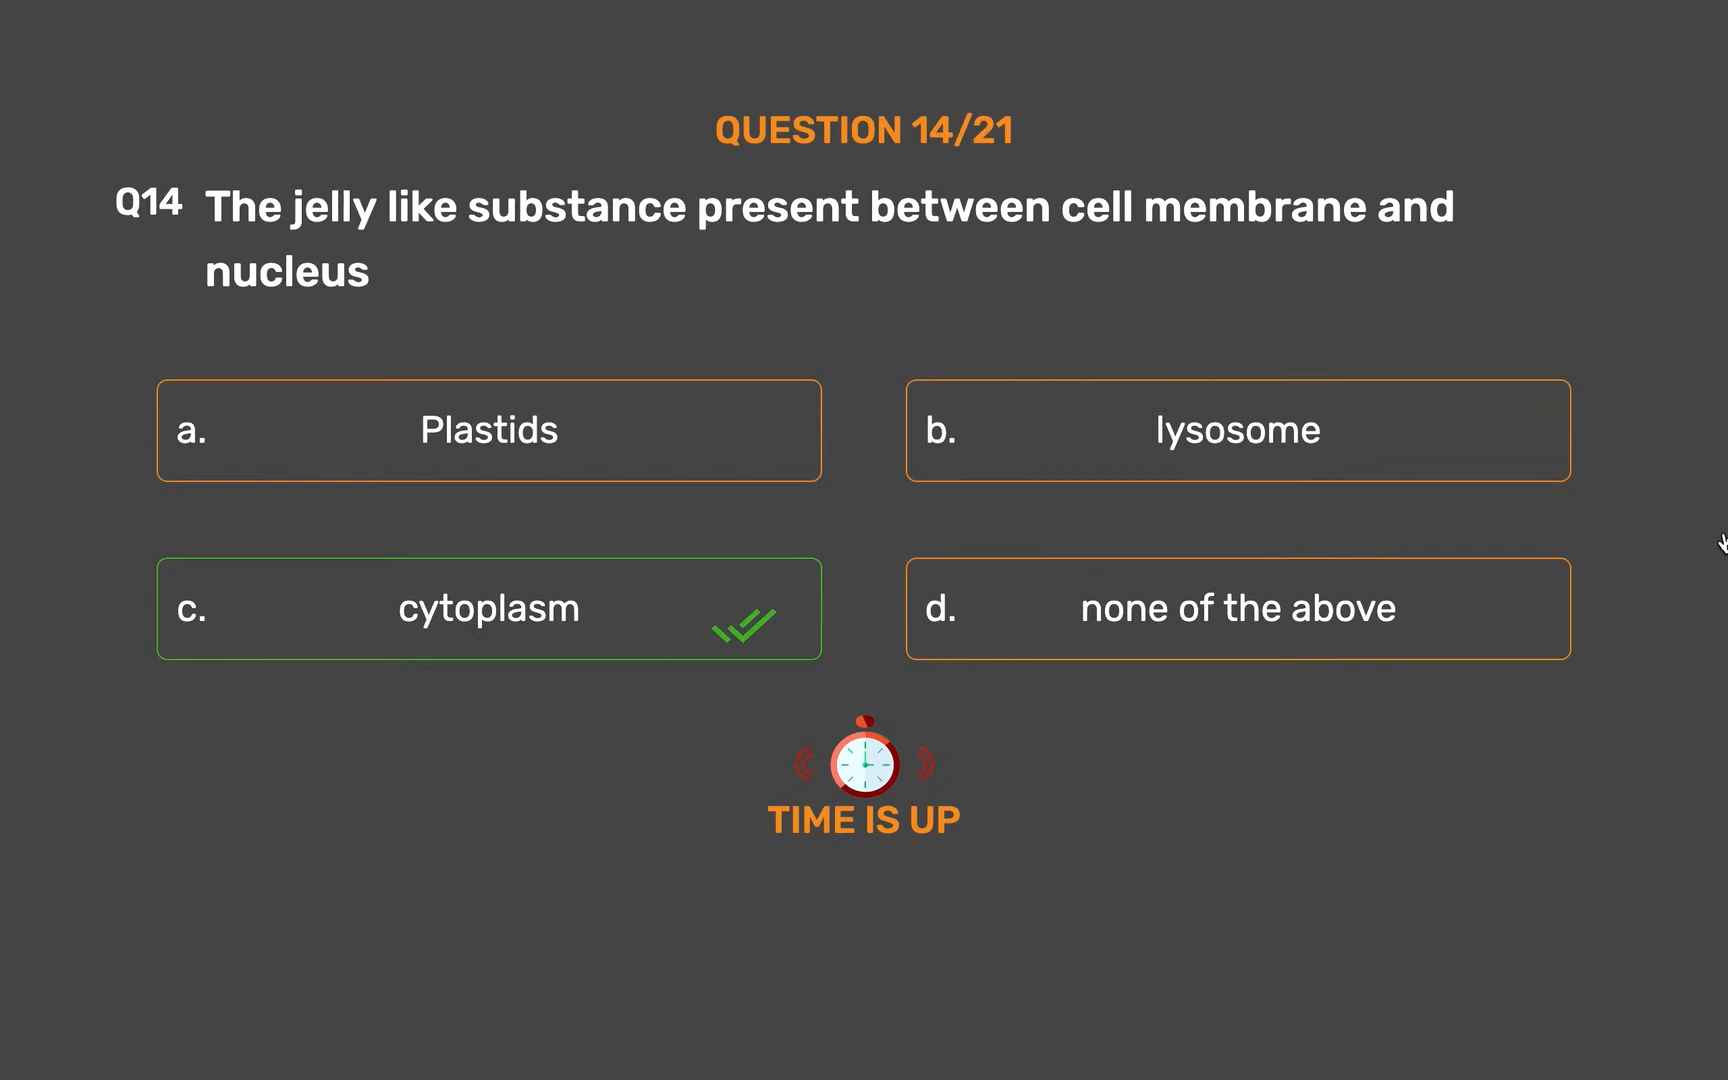 QUESTION 14/21
Q14 The jelly like substance present between cell membrane and
nucleus
a. Plastids
b. lysosome
c. cytoplasm
d. none of the above
TIME IS UP